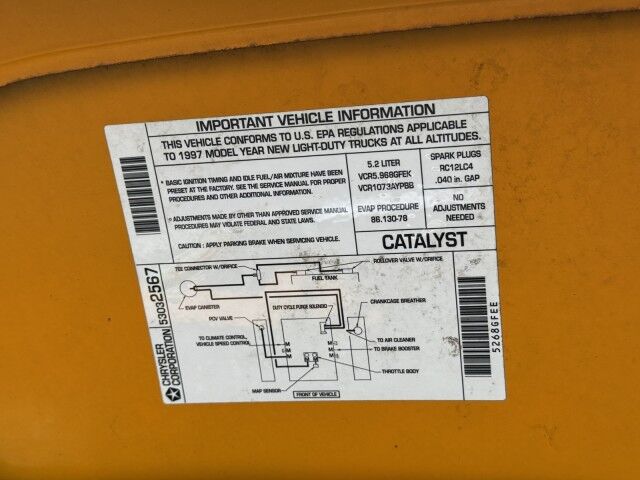 IMPORTANT VEHICLE INFORMATION
THIS VEHICLE CONFORMS TO U.S. EPA REGULATIONS APPLICABLE
TO 1997 MODEL YEAR NEW LIGHT-DUTY TRUCKS AT ALL ALTITUDES.
* BASIC IGNITION TIMING AND IDLE FUEL/AIR MIXTURE HAVE BEEN
PRESET AT THE FACTORY. SEE THE SERVICE MANUAL FOR PROPER
PROCEDURES AND OTHER ADDITIONAL INFORMATION.
* ADJUSTMENTS MADE BY OTHER THAN APPROVED SERVICE MANUAL
PROCEDURES MAY VIOLATE FEDERAL AND STATE LAWS.
CAUTION : APPLY PARKING BRAKE WHEN SERVICING VEHICLE.
5.2 LITER
VCR5.968GFEK
VCR1073AYPBB
EVAP PROCEDURE
86.130-78
SPARK PLUGS
RC12LC4
.040 in. GAP
NO
ADJUSTMENTS
NEEDED
CATALYST
TEE CONNECTOR W/ORIFICE
ROLLOVER VALVE W/ORIFICE
FUEL TANK
EVAP CANISTER
PCV VALVE
DUTY CYCLE PURGE SOLENOID
CRANKCASE BREATHER
TO CLIMATE CONTROL,
VEHICLE SPEED CONTROL
M
M
M
M
TO AIR CLEANER
TO BRAKE BOOSTER
THROTTLE BODY
MAP SENSOR
FRONT OF VEHICLE
CHRYSLER
CORPORATION
53032567
5268GFEE